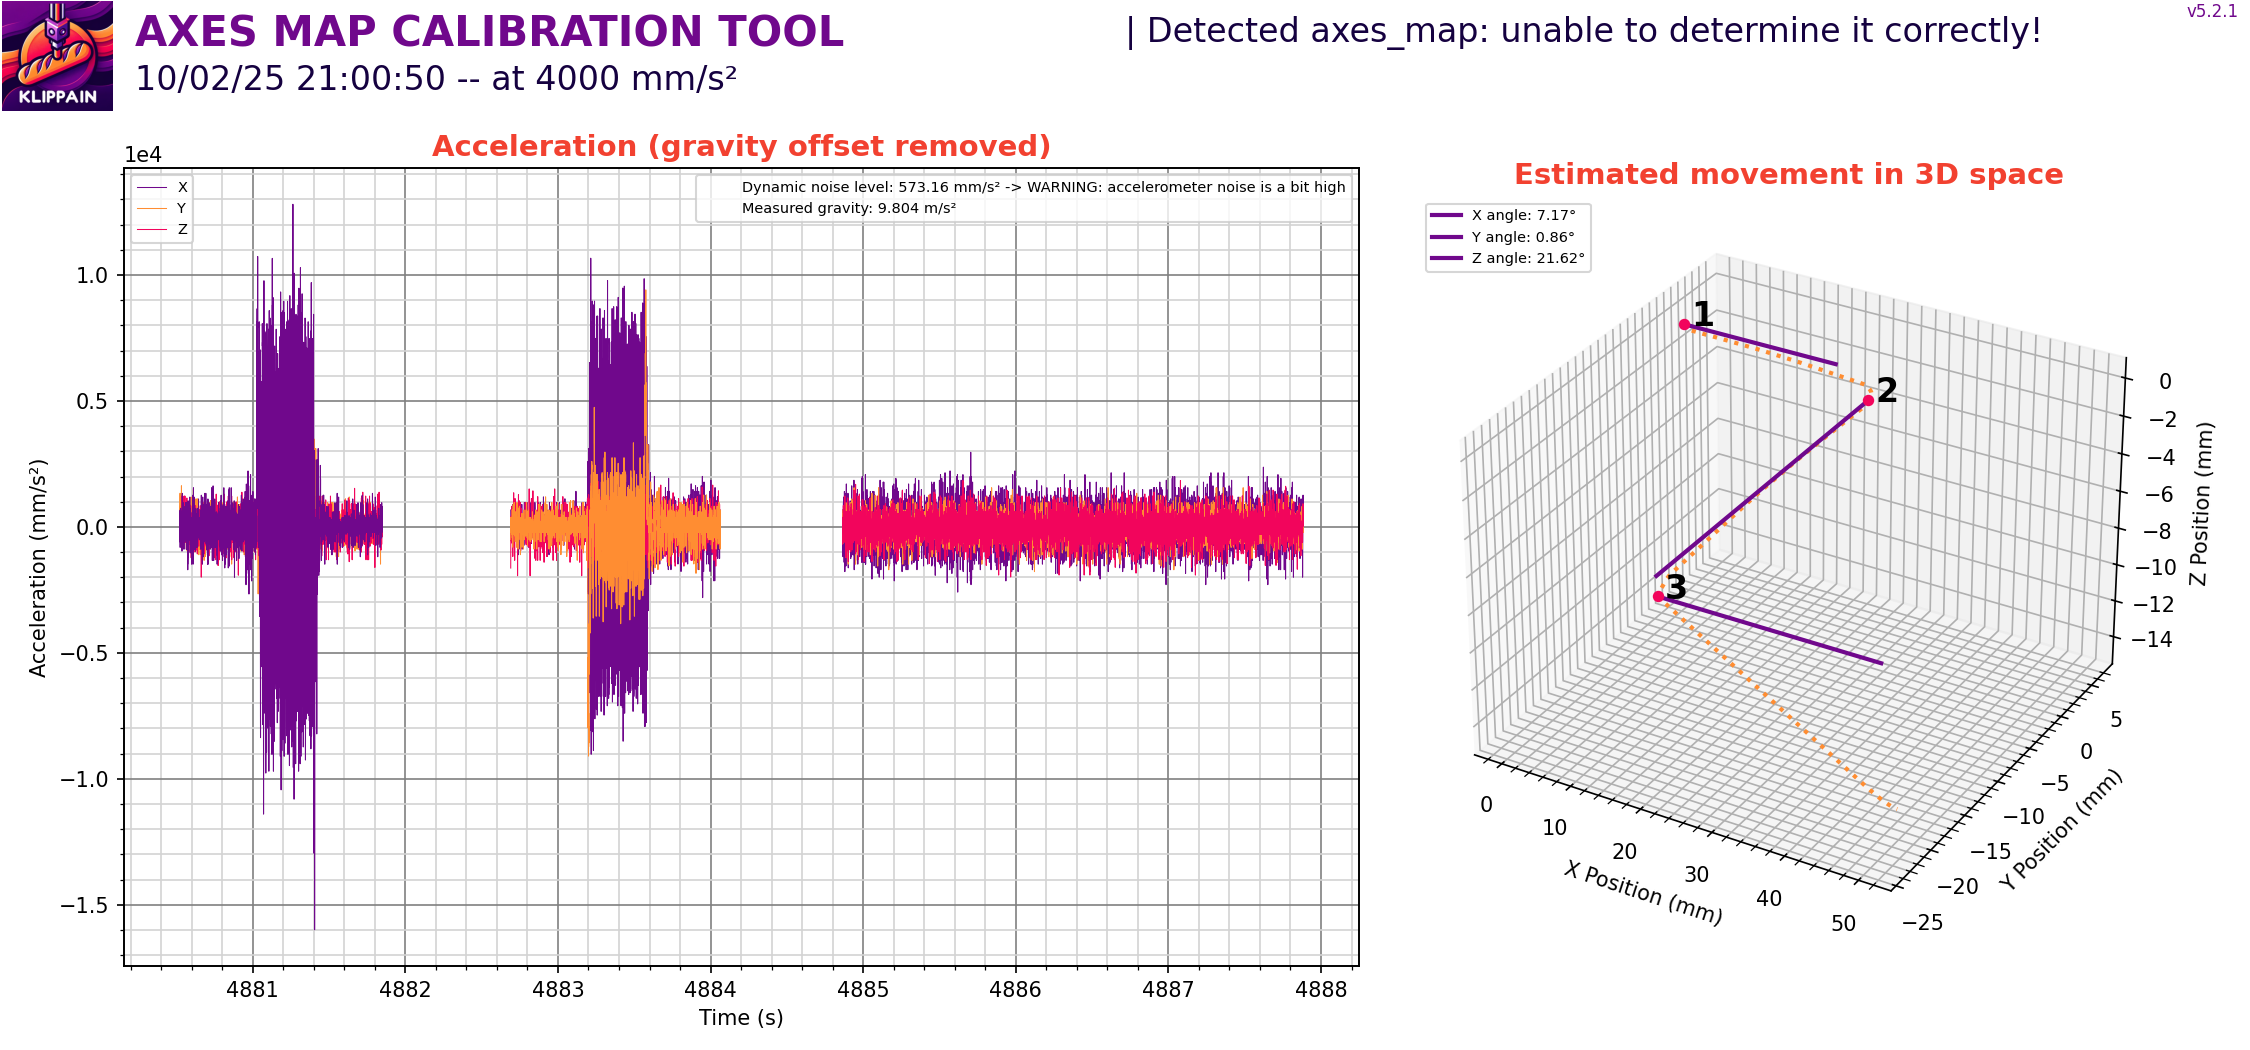 KLIPPAIN
AXES MAP CALIBRATION TOOL
10/02/25 21:00:50 -- at 4000 mm/s²
| Detected axes_map: unable to determine it correctly!
v5.2.1
Acceleration (gravity offset removed)
1e4
X
Y
Z
Dynamic noise level: 573.16 mm/s² -> WARNING: accelerometer noise is a bit high
Measured gravity: 9.804 m/s²
1.0
0.5
0.0
−0.5
−1.0
−1.5
Acceleration (mm/s²)
4881 4882 4883 4884 4885 4886 4887 4888
Time (s)
Estimated movement in 3D space
X angle: 7.17°
Y angle: 0.86°
Z angle: 21.62°
1
2
3
0
−2
−4
−6
−8
−10
−12
−14
Z Position (mm)
5
0
−5
−10
−15
−20
−25
Y Position (mm)
0
10
20
30
40
50
X Position (mm)